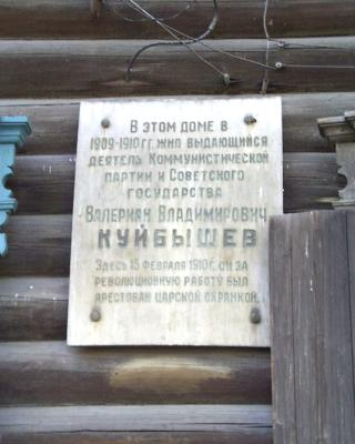 В этом доме в
1909-1910 гг. жил выдающийся
деятель Коммунистической
партии и Советского
государства
Валериан Владимирович
КУЙБЫШЕВ
Здесь 15 февраля 1910 г. он за
революционную работу был
арестован царской охранкой.